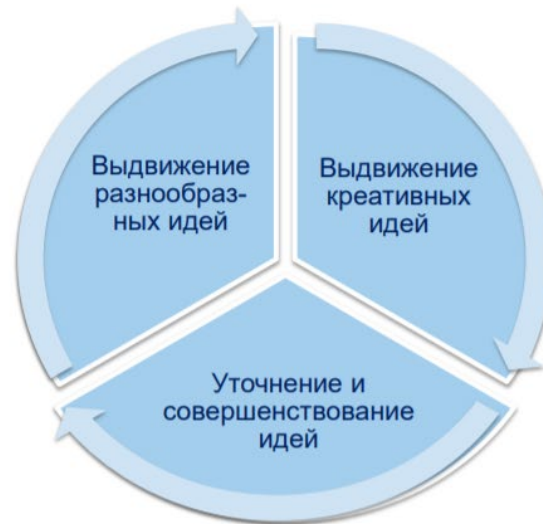 Выдвижение
разнообраз-
ных идей
Выдвижение
креативных
идей
Уточнение и
совершенствование
идей